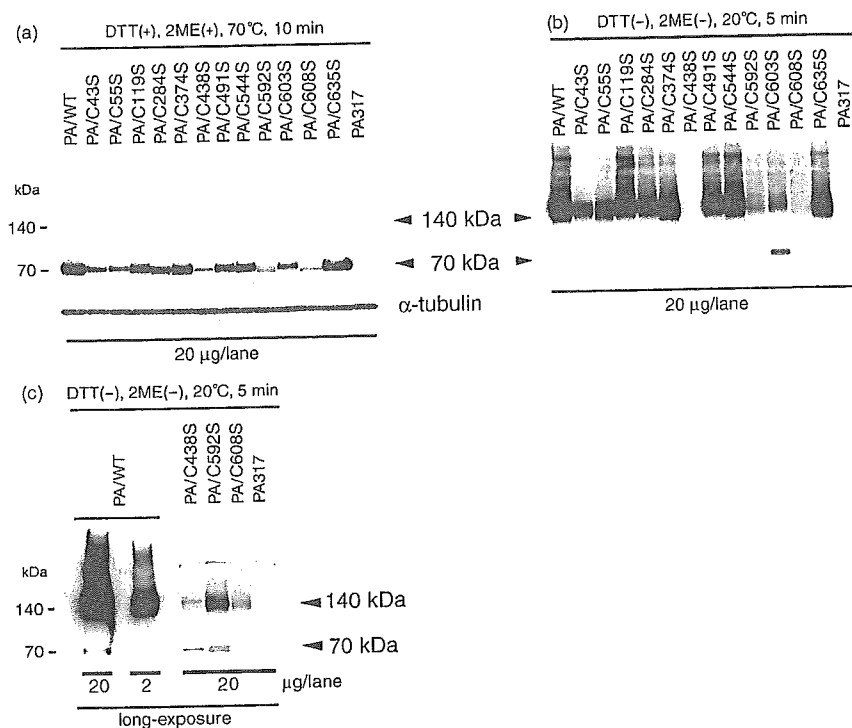 (a)
DTT(+), 2ME(+), 70°C, 10 min
PA/WT
PA/C43S
PA/C55S
PA/C119S
PA/C284S
PA/C374S
PA/C438S
PA/C491S
PA/C544S
PA/C592S
PA/C603S
PA/C608S
PA/C635S
PA317
kDa
140
70
α-tubulin
20 µg/lane
140 kDa
70 kDa
(b)
DTT(–), 2ME(–), 20°C, 5 min
PA/WT
PA/C43S
PA/C55S
PA/C119S
PA/C284S
PA/C374S
PA/C438S
PA/C491S
PA/C544S
PA/C592S
PA/C603S
PA/C608S
PA/C635S
PA317
20 µg/lane
(c)
DTT(–), 2ME(–), 20°C, 5 min
PA/WT
PA/C438S
PA/C592S
PA/C608S
PA317
kDa
140
70
140 kDa
70 kDa
20 2 20 µg/lane
long-exposure